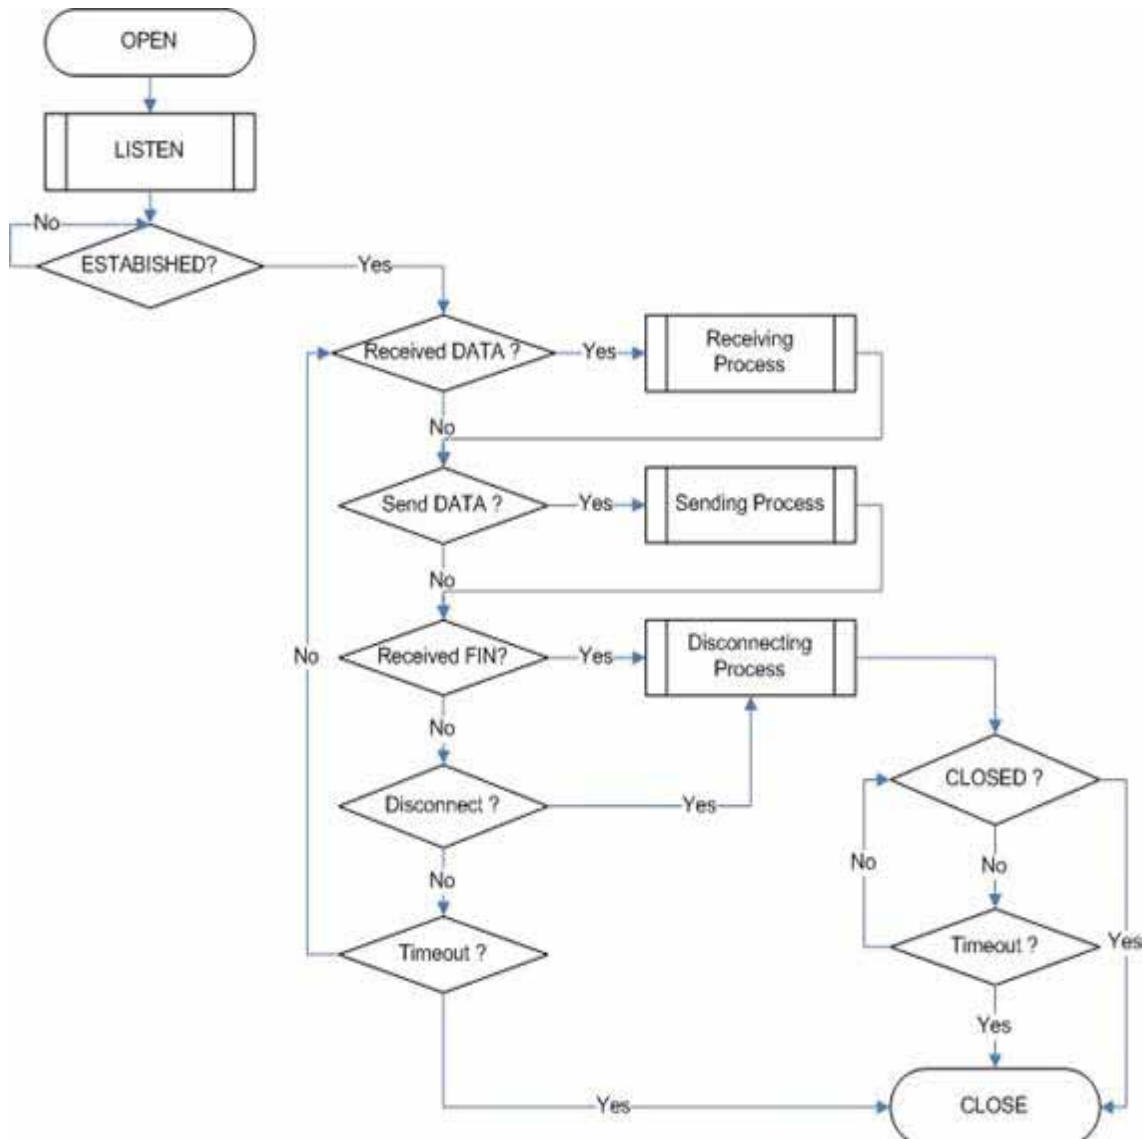 OPEN
LISTEN
No
ESTABISHED?
Yes
Received DATA ?
Yes
Receiving
Process
No
Send DATA ?
Yes
Sending Process
No
Received FIN?
Yes
Disconnecting
Process
No
No
Disconnect ?
Yes
CLOSED ?
No
No
No
Timeout ?
Timeout ?
Yes
Yes
Yes
CLOSE